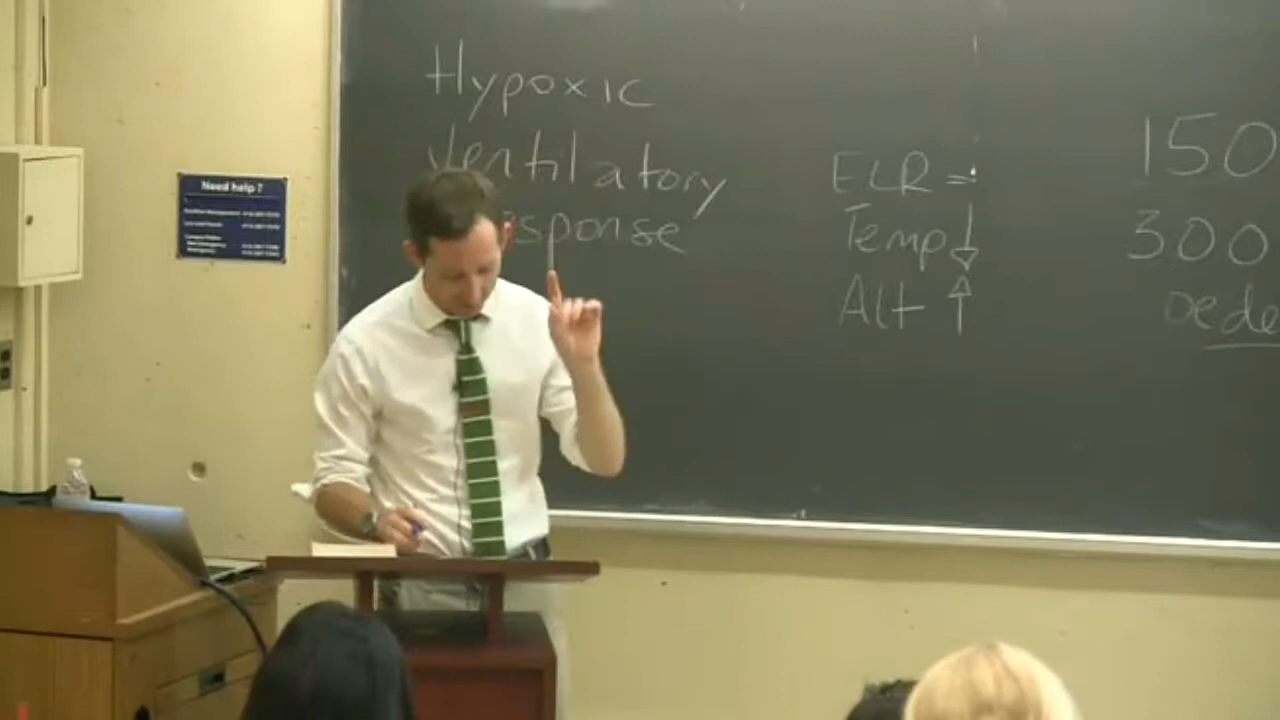 Hypoxic
Ventilatory
Response
ELR =
Temp ↓
Alt ↑
150
300
oede
Need help ?